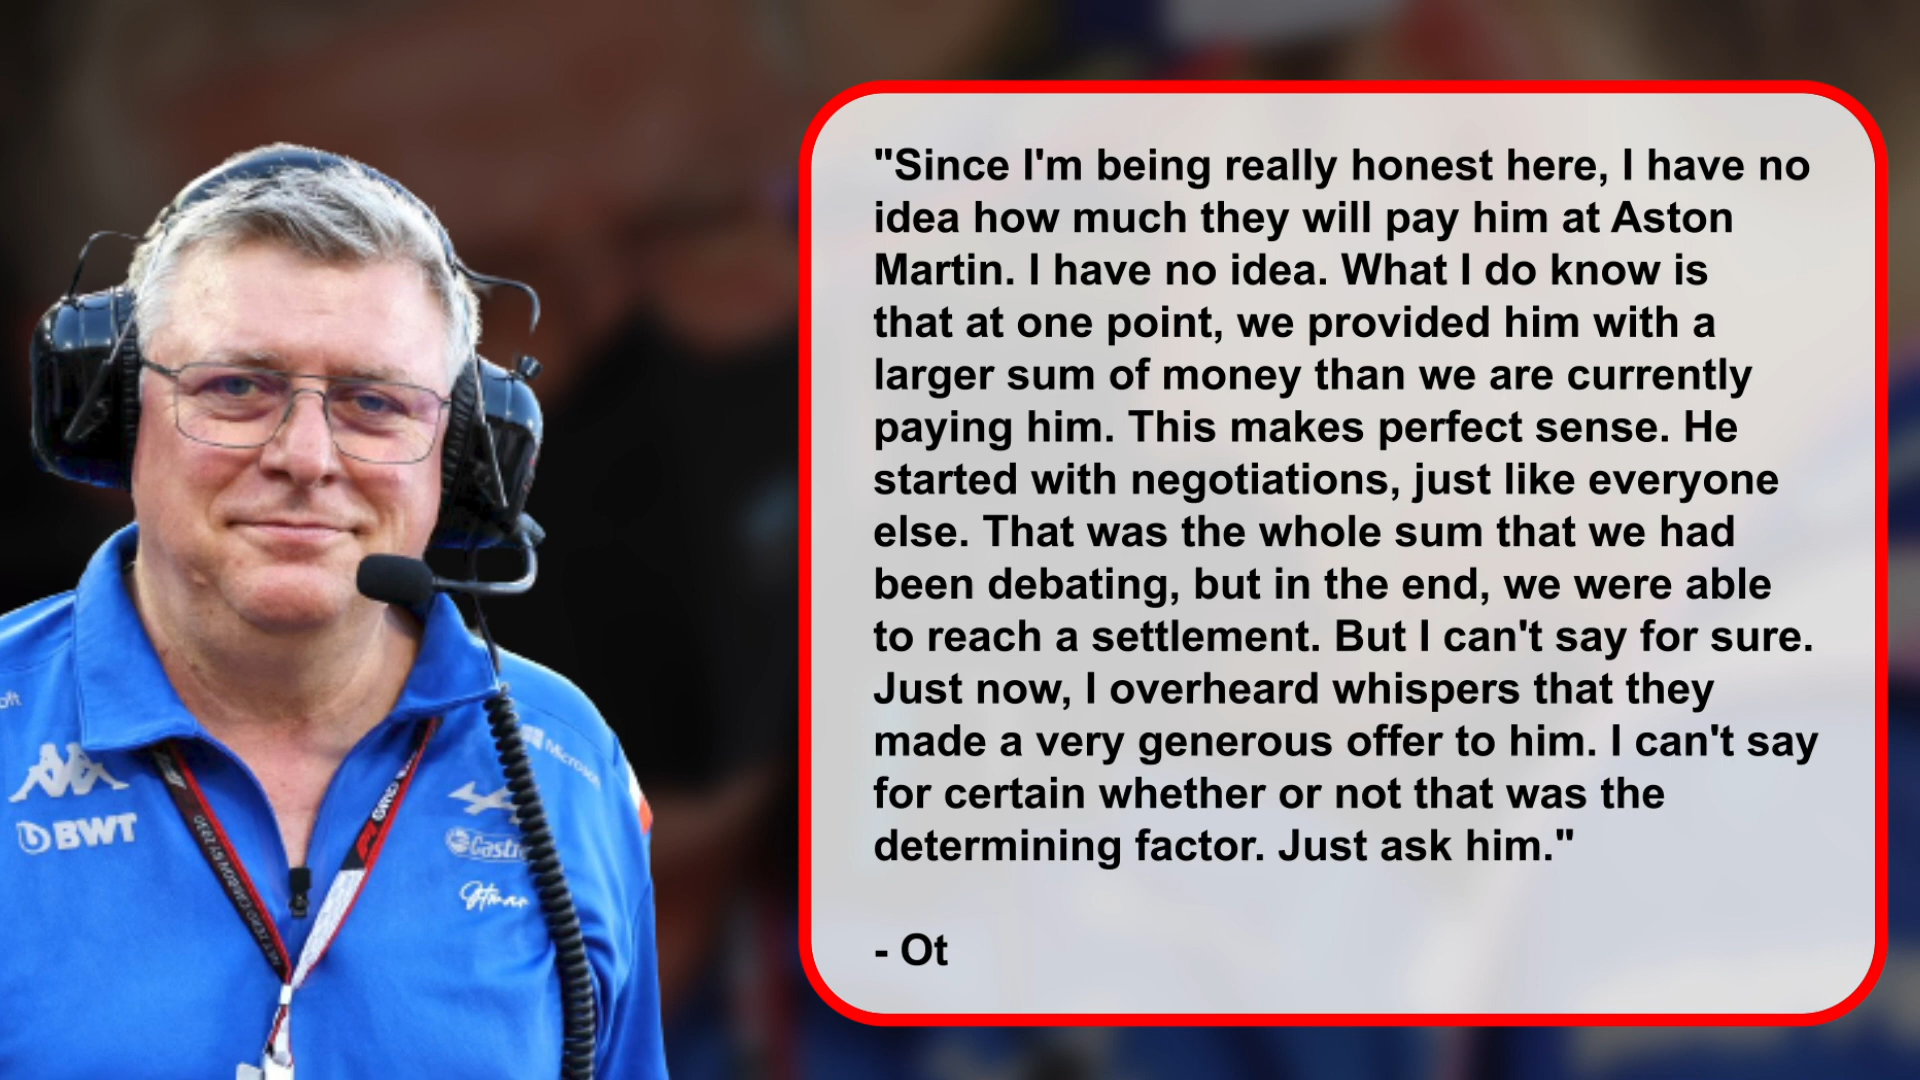 "Since I'm being really honest here, I have no
idea how much they will pay him at Aston
Martin. I have no idea. What I do know is
that at one point, we provided him with a
larger sum of money than we are currently
paying him. This makes perfect sense. He
started with negotiations, just like everyone
else. That was the whole sum that we had
been debating, but in the end, we were able
to reach a settlement. But I can't say for sure.
Just now, I overheard whispers that they
made a very generous offer to him. I can't say
for certain whether or not that was the
determining factor. Just ask him."
- Ot
oft
BWT
Microso
Castr
F1